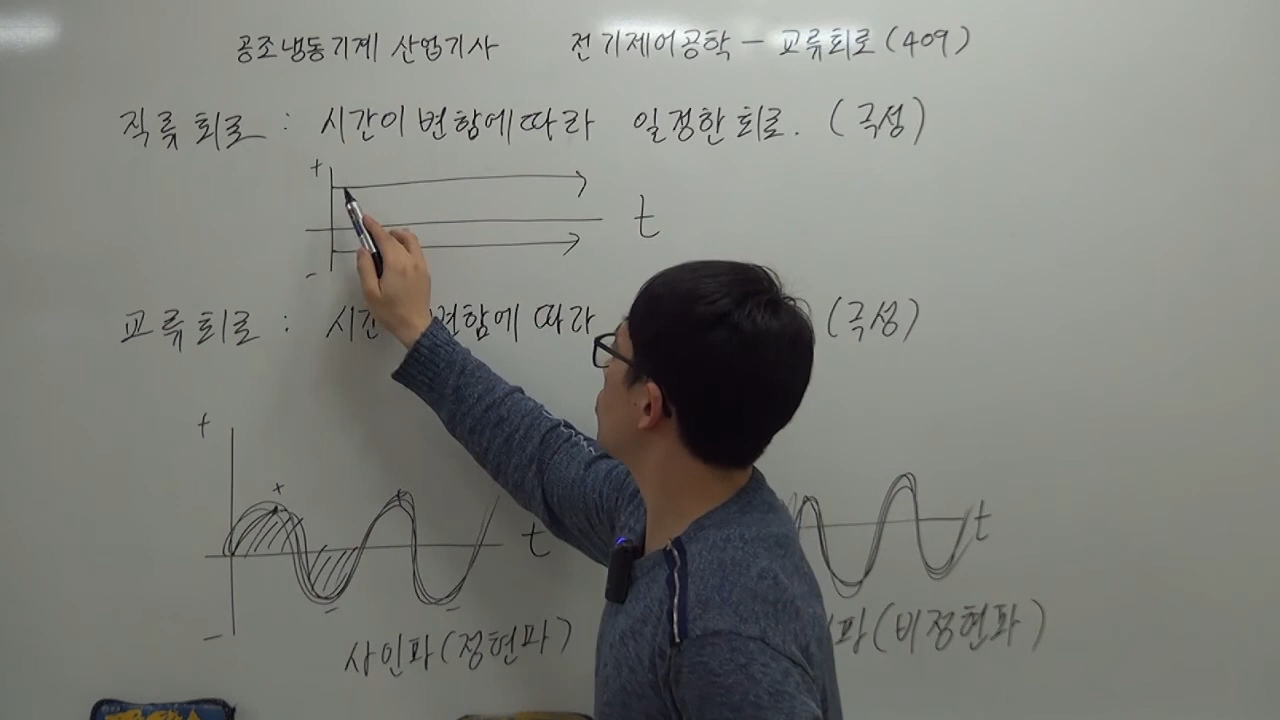 공조냉동기계 산업기사 전기제어공학 - 교류회로(409)
직류회로 : 시간이 변함에 따라 일정한 회로. (극성)
+
t
-
교류회로 : 시간 변함에 따라 (극성)
+
+
t
t
-
-
-
사인파(정현파)
파(비정현파)